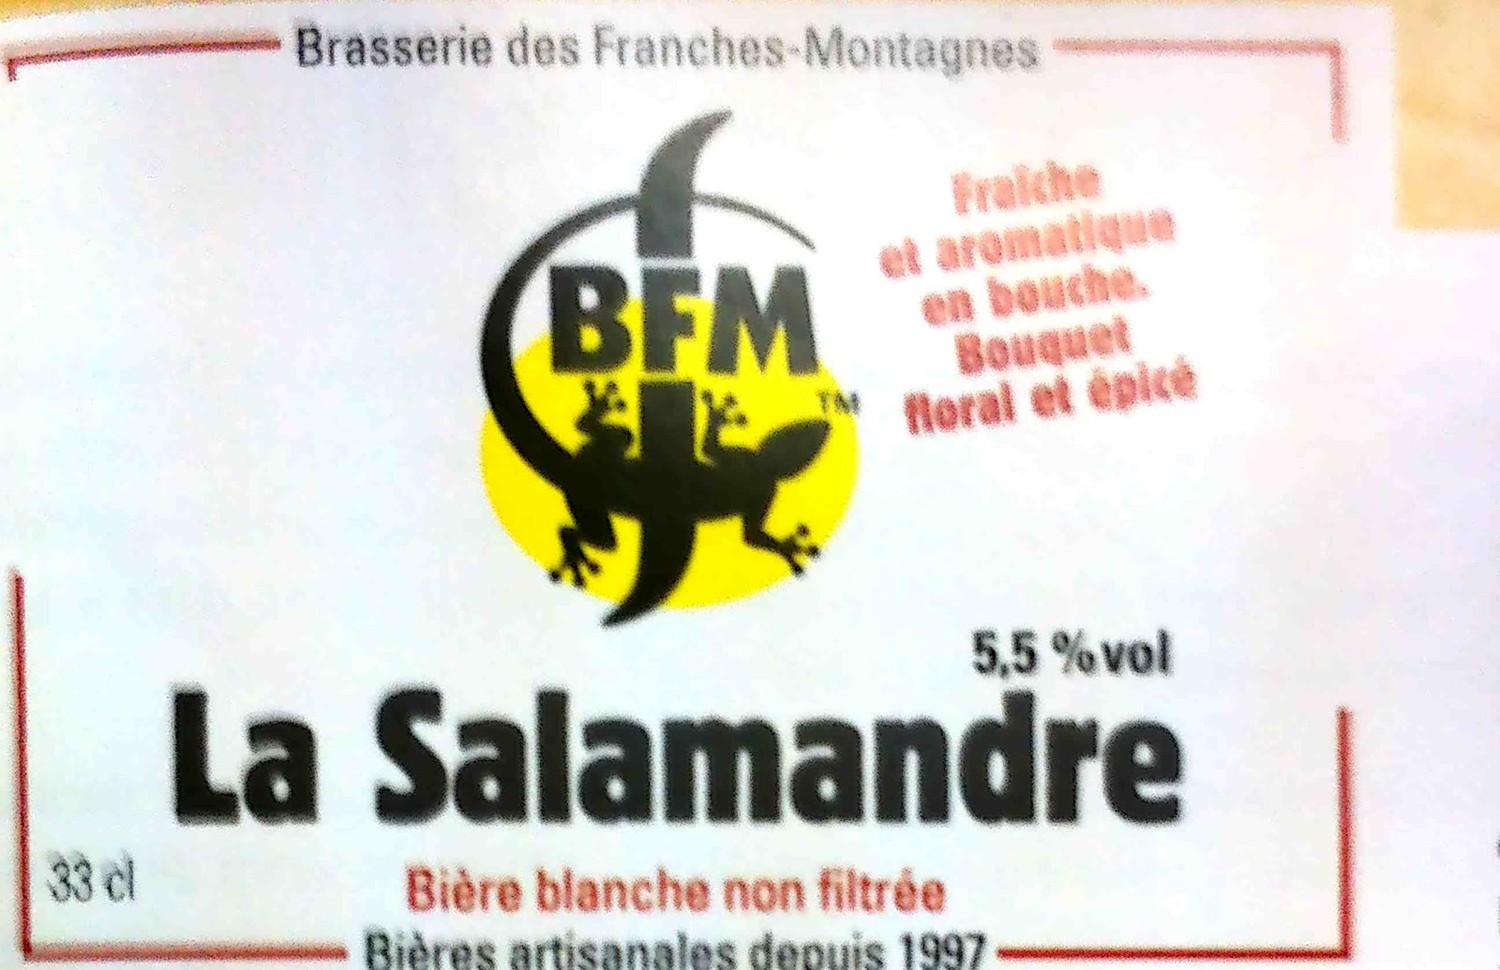 Brasserie des Franches-Montagnes
BFM
TM
Fraîche
et aromatique
en bouche.
Bouquet
floral et épicé
5,5 %vol
La Salamandre
33 cl
Bière blanche non filtrée
Bières artisanales depuis 1997